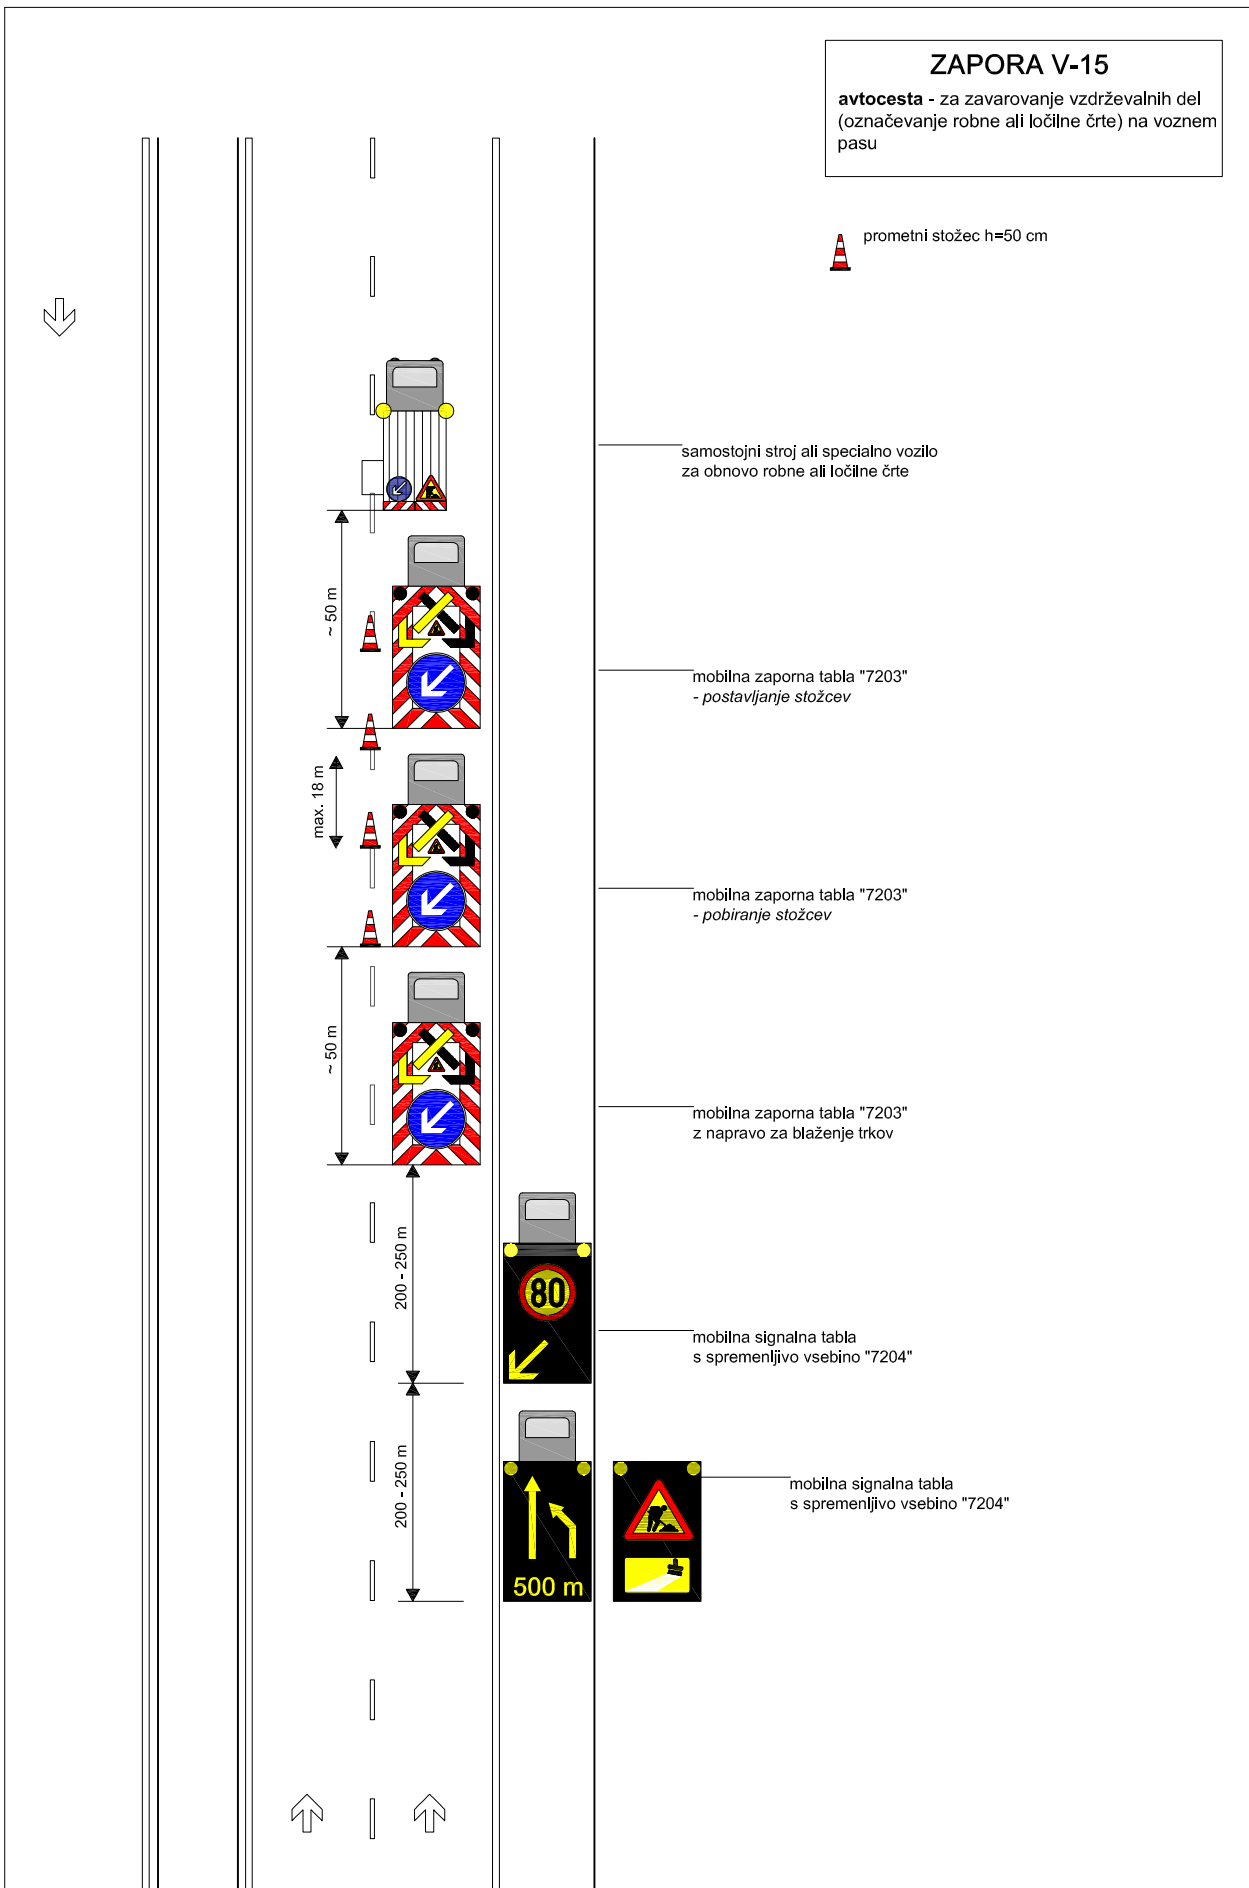 ZAPORA V-15
avtocesta - za zavarovanje vzdrževalnih del
(označevanje robne ali ločilne črte) na voznem
pasu
prometni stožec h=50 cm
samostojni stroj ali specialno vozilo
za obnovo robne ali ločilne črte
~ 50 m
mobilna zaporna tabla "7203"
- postavljanje stožcev
max. 18 m
mobilna zaporna tabla "7203"
- pobiranje stožcev
~ 50 m
mobilna zaporna tabla "7203"
z napravo za blaženje trkov
200 - 250 m
80
mobilna signalna tabla
s spremenljivo vsebino "7204"
200 - 250 m
500 m
mobilna signalna tabla
s spremenljivo vsebino "7204"